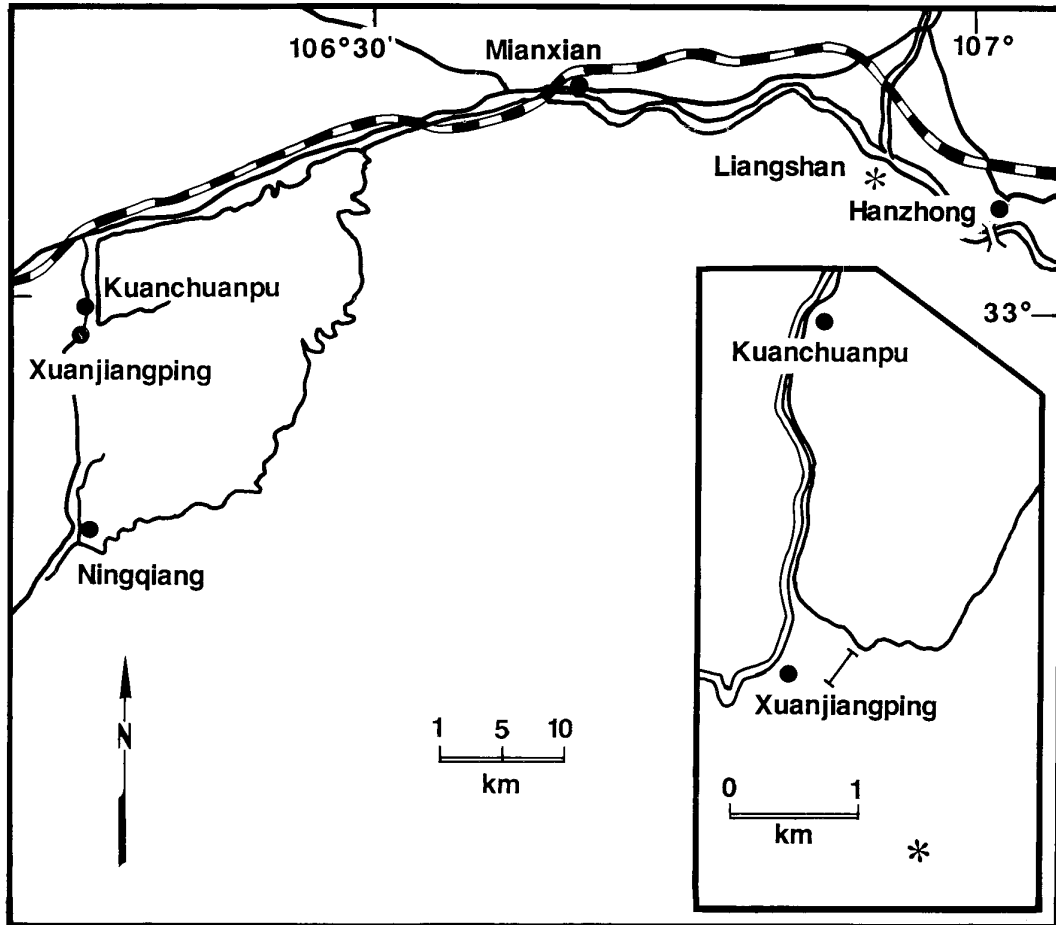 106°30'
Mianxian
107°
Liangshan
Hanzhong
Kuanchuanpu
33°
Xuanjiangping
Kuanchuanpu
Ningqiang
Xuanjiangping
N
1 5 10
km
0 1
km